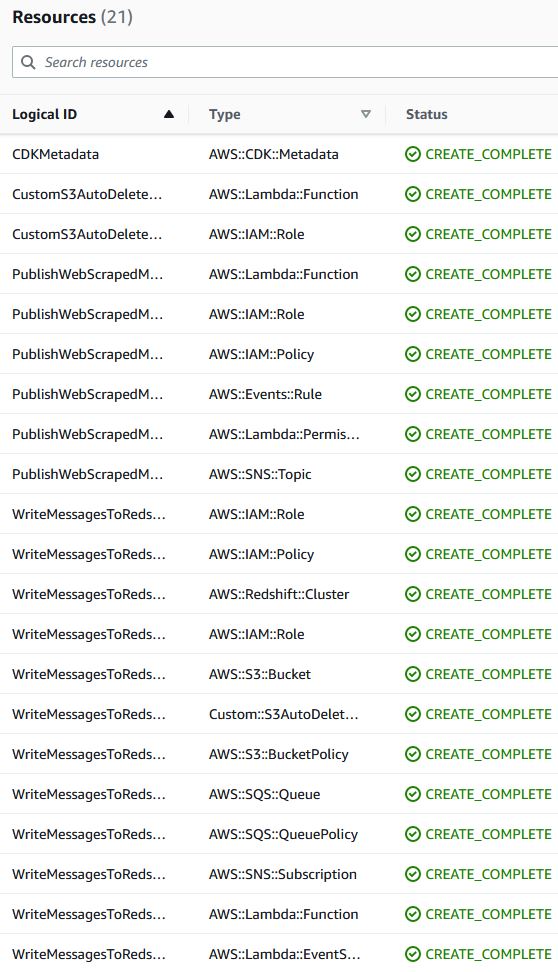 Resources (21)
Search resources
Logical ID Type Status
CDKMetadata AWS::CDK::Metadata CREATE_COMPLETE
CustomS3AutoDelete... AWS::Lambda::Function CREATE_COMPLETE
CustomS3AutoDelete... AWS::IAM::Role CREATE_COMPLETE
PublishWebScrapedM... AWS::Lambda::Function CREATE_COMPLETE
PublishWebScrapedM... AWS::IAM::Role CREATE_COMPLETE
PublishWebScrapedM... AWS::IAM::Policy CREATE_COMPLETE
PublishWebScrapedM... AWS::Events::Rule CREATE_COMPLETE
PublishWebScrapedM... AWS::Lambda::Permis... CREATE_COMPLETE
PublishWebScrapedM... AWS::SNS::Topic CREATE_COMPLETE
WriteMessagesToReds... AWS::IAM::Role CREATE_COMPLETE
WriteMessagesToReds... AWS::IAM::Policy CREATE_COMPLETE
WriteMessagesToReds... AWS::Redshift::Cluster CREATE_COMPLETE
WriteMessagesToReds... AWS::IAM::Role CREATE_COMPLETE
WriteMessagesToReds... AWS::S3::Bucket CREATE_COMPLETE
WriteMessagesToReds... Custom::S3AutoDelet... CREATE_COMPLETE
WriteMessagesToReds... AWS::S3::BucketPolicy CREATE_COMPLETE
WriteMessagesToReds... AWS::SQS::Queue CREATE_COMPLETE
WriteMessagesToReds... AWS::SQS::QueuePolicy CREATE_COMPLETE
WriteMessagesToReds... AWS::SNS::Subscription CREATE_COMPLETE
WriteMessagesToReds... AWS::Lambda::Function CREATE_COMPLETE
WriteMessagesToReds... AWS::Lambda::EventS... CREATE_COMPLETE